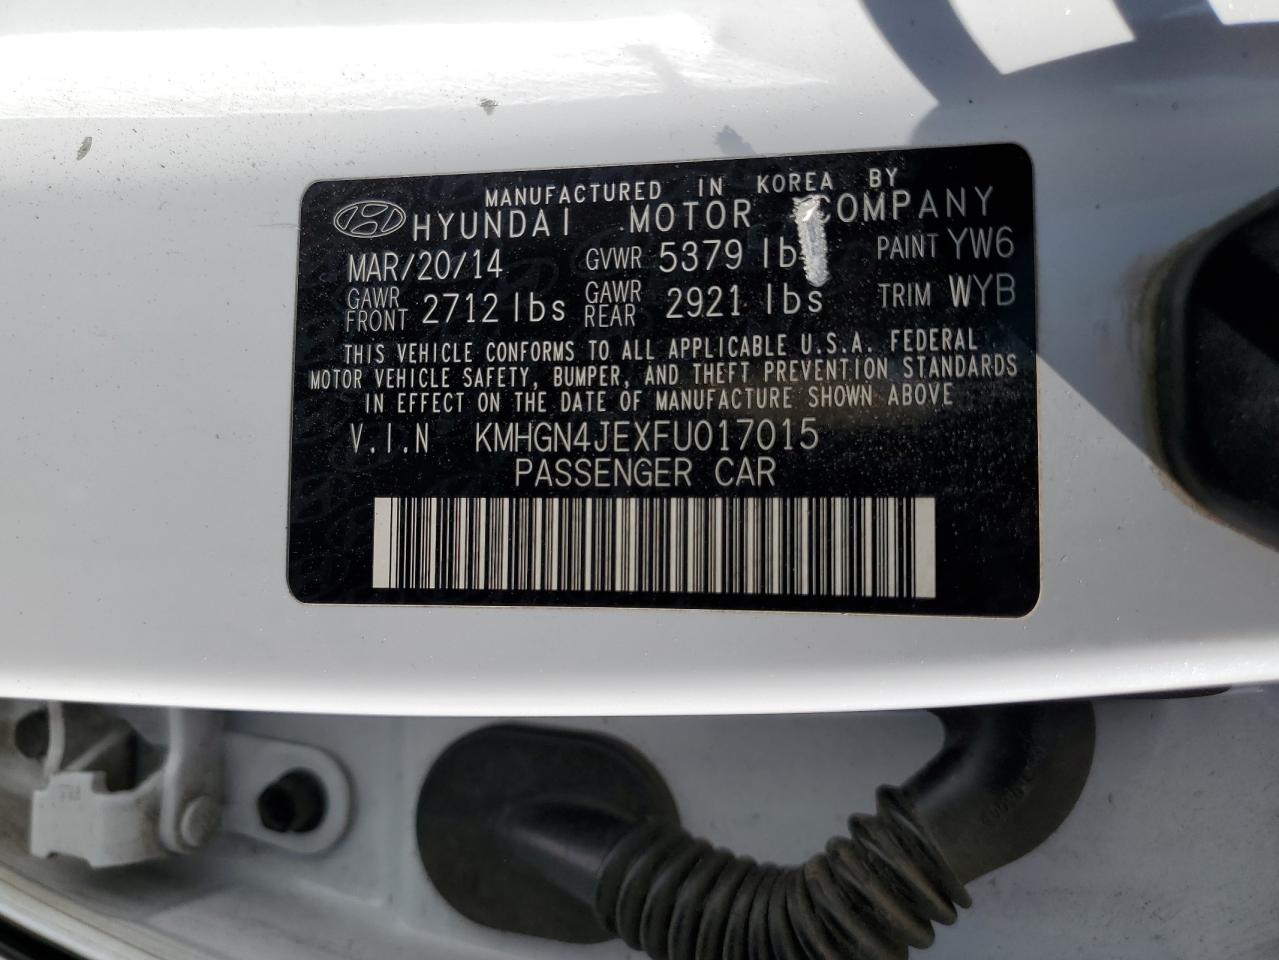 MANUFACTURED IN KOREA BY
HYUNDAI MOTOR COMPANY
MAR/20/14 GVWR 5379 lb PAINT YW6
GAWR FRONT 2712 lbs GAWR REAR 2921 lbs TRIM WYB
THIS VEHICLE CONFORMS TO ALL APPLICABLE U.S.A. FEDERAL
MOTOR VEHICLE SAFETY, BUMPER, AND THEFT PREVENTION STANDARDS
IN EFFECT ON THE DATE OF MANUFACTURE SHOWN ABOVE
V.I.N KMHGN4JEXFU017015
PASSENGER CAR